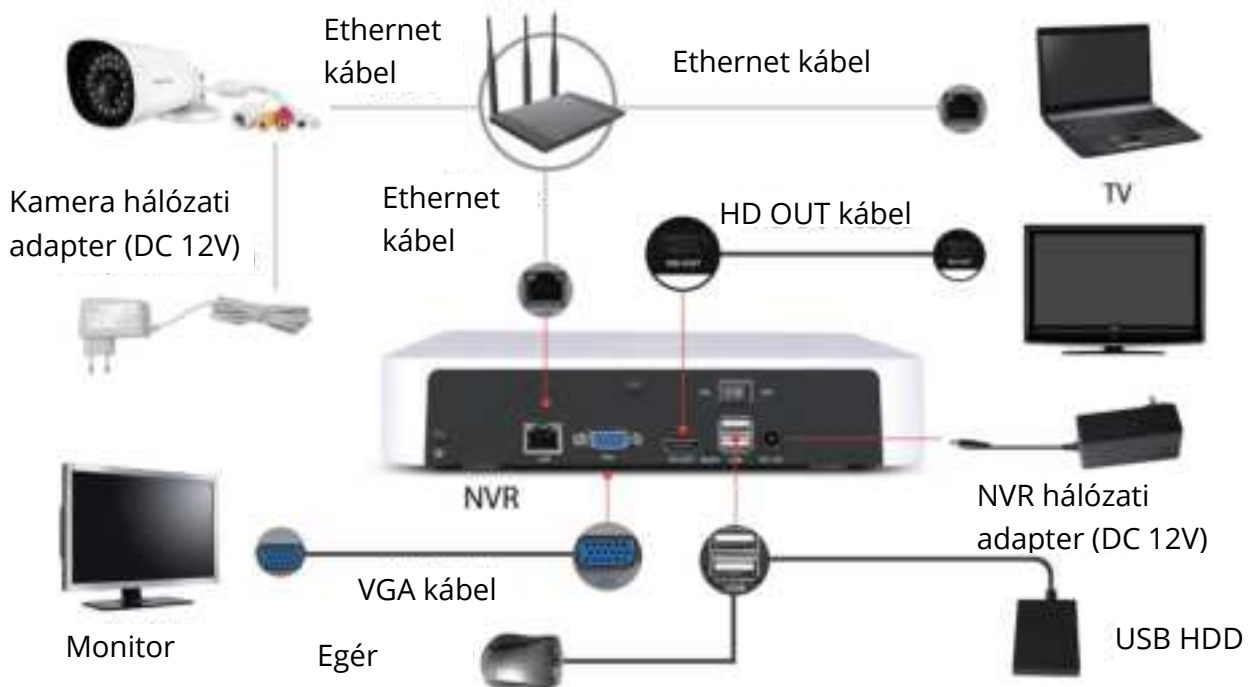 Ethernet
kábel
Ethernet kábel
Kamera hálózati
adapter (DC 12V)
Ethernet
kábel
HD OUT kábel
TV
NVR
NVR hálózati
adapter (DC 12V)
VGA kábel
Monitor
Egér
USB HDD